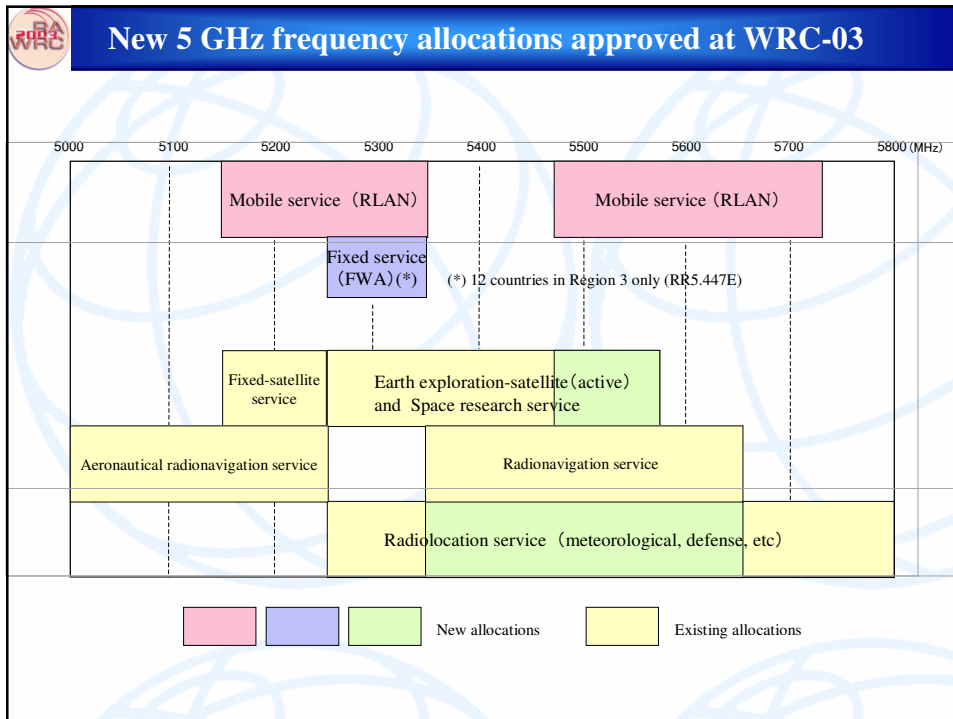 RA
2003
WRC
New 5 GHz frequency allocations approved at WRC-03
5000 5100 5200 5300 5400 5500 5600 5700 5800 (MHz)
Mobile service (RLAN) Mobile service (RLAN)
Fixed service
(FWA)(*) (*) 12 countries in Region 3 only (RR5.447E)
Fixed-satellite
service
Earth exploration-satellite(active)
and Space research service
Aeronautical radionavigation service Radionavigation service
Radiolocation service (meteorological, defense, etc)
New allocations Existing allocations